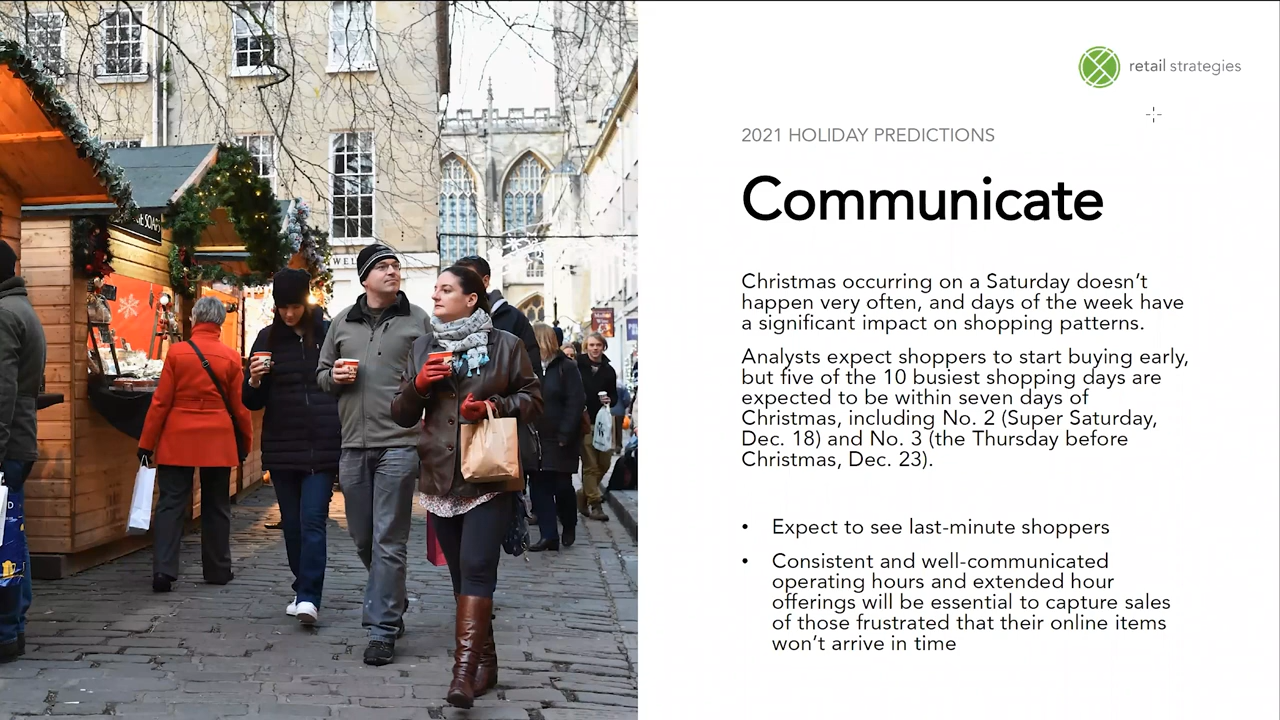 retail strategies
2021 HOLIDAY PREDICTIONS
Communicate
Christmas occurring on a Saturday doesn’t
happen very often, and days of the week have
a significant impact on shopping patterns.
Analysts expect shoppers to start buying early,
but five of the 10 busiest shopping days are
expected to be within seven days of
Christmas, including No. 2 (Super Saturday,
Dec. 18) and No. 3 (the Thursday before
Christmas, Dec. 23).
• Expect to see last-minute shoppers
• Consistent and well-communicated
operating hours and extended hour
offerings will be essential to capture sales
of those frustrated that their online items
won’t arrive in time